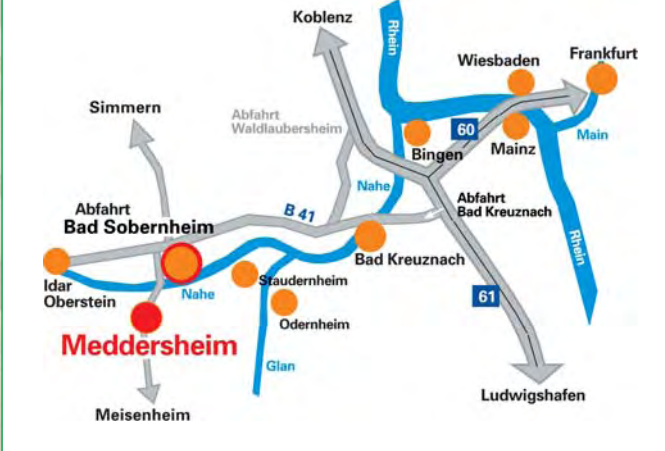 Koblenz
Rhein
Wiesbaden
Frankfurt
Simmern
Abfahrt
Waldlaubersheim
60
Main
Bingen
Mainz
Nahe
Abfahrt
Bad Kreuznach
Abfahrt
Bad Sobernheim
B 41
Rhein
Bad Kreuznach
Idar
Oberstein
Nahe
Staudernheim
61
Odernheim
Meddersheim
Glan
Ludwigshafen
Meisenheim